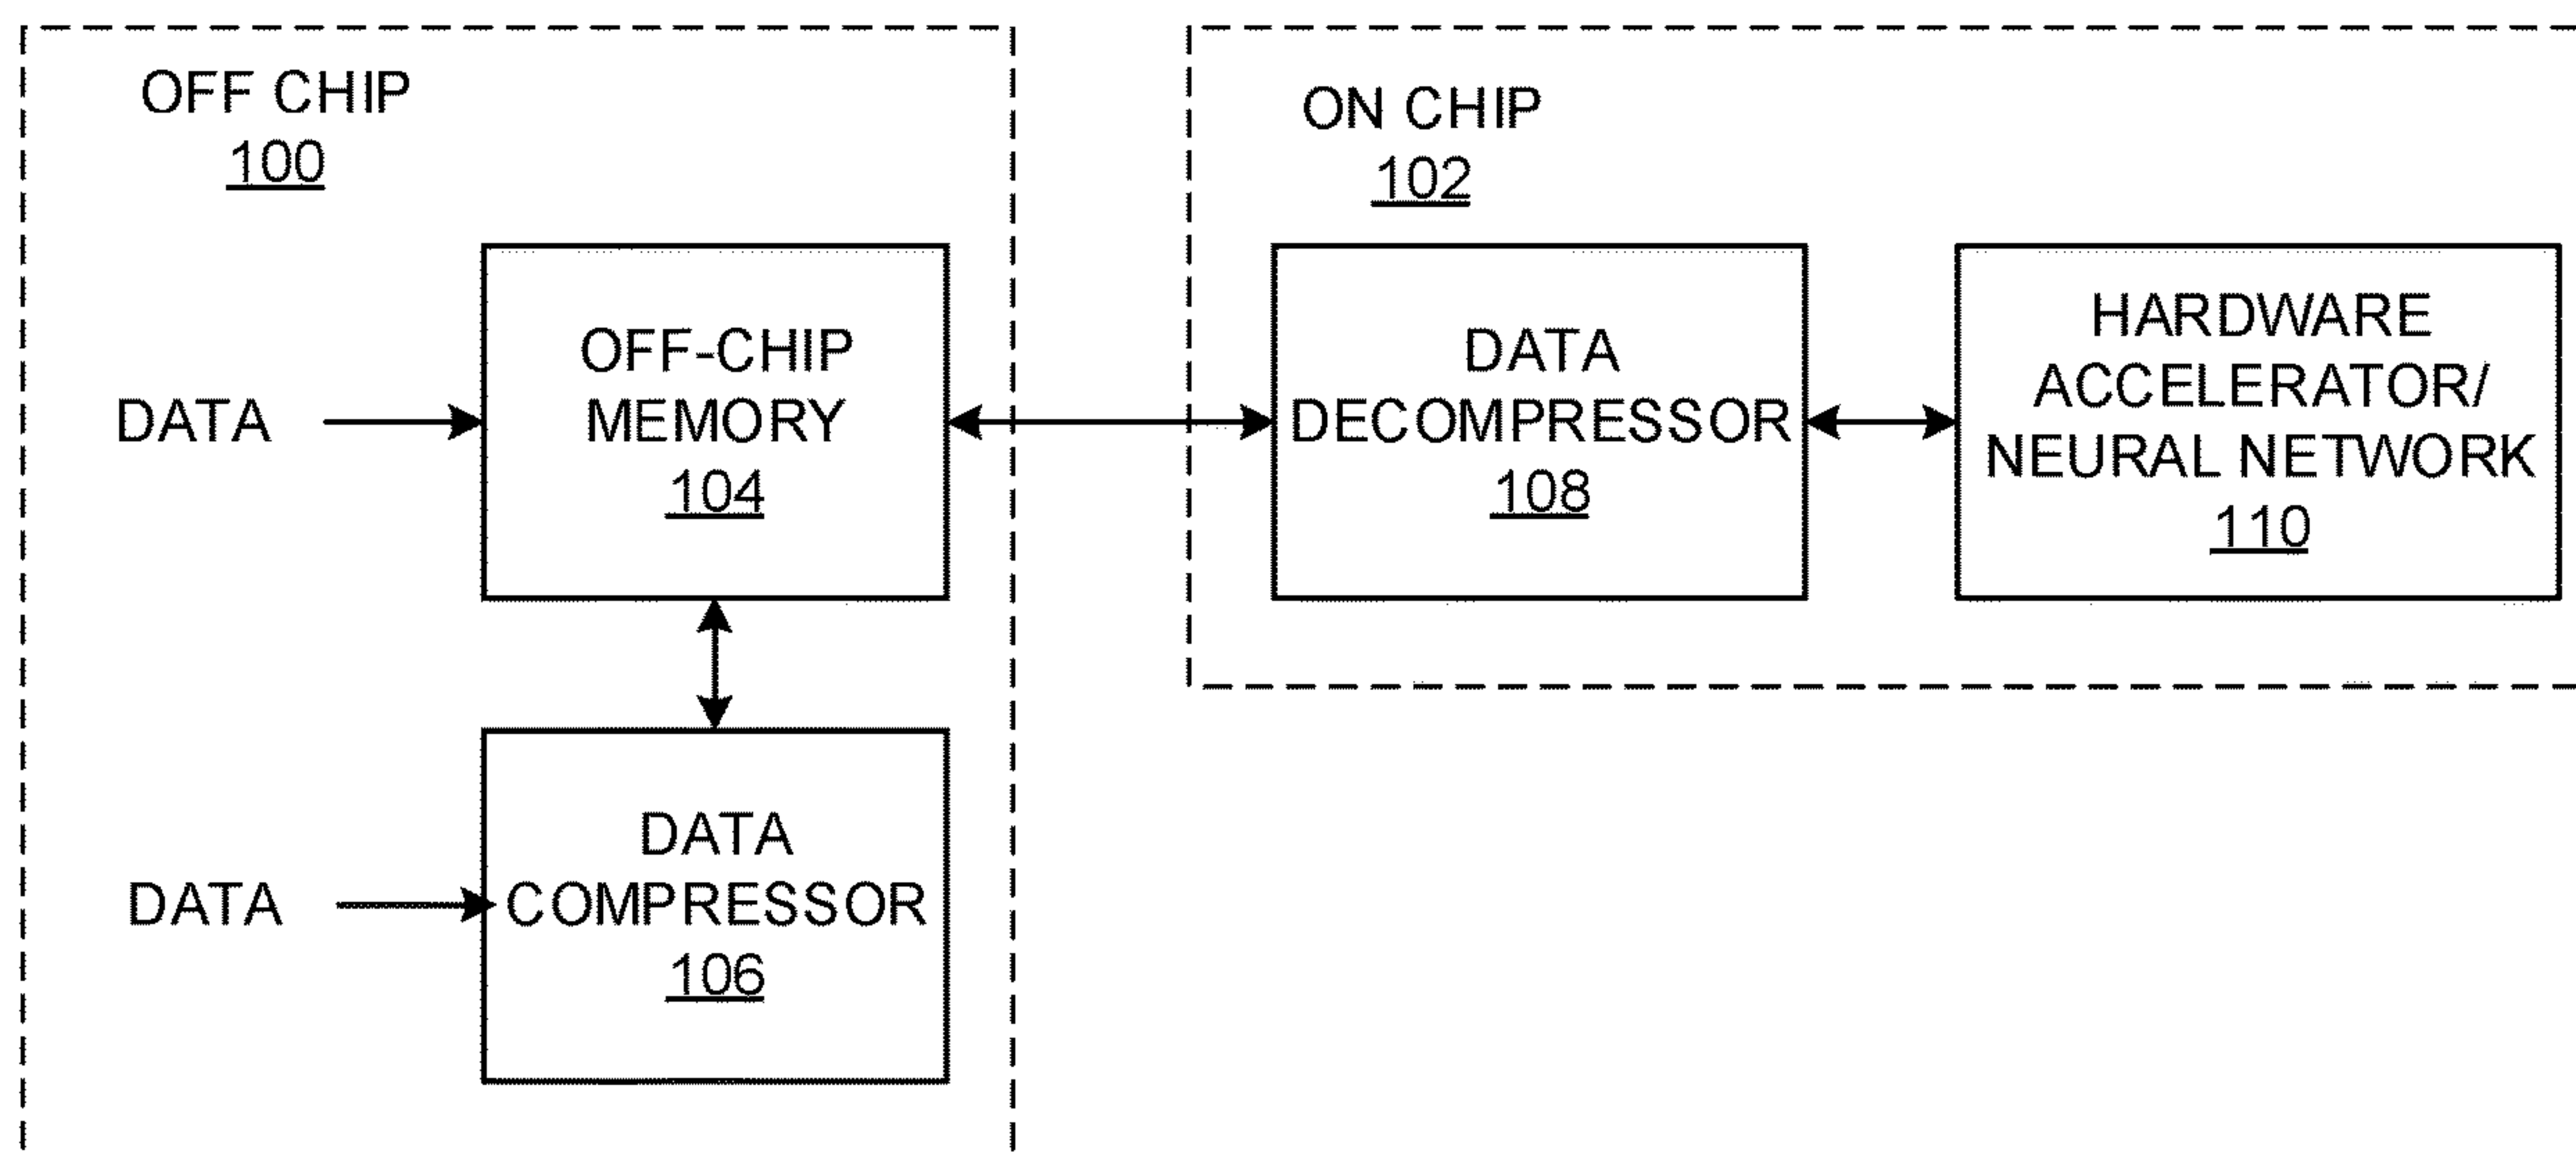 OFF CHIP
100
DATA
OFF-CHIP
MEMORY
104
DATA
DATA
COMPRESSOR
106
ON CHIP
102
DATA
DECOMPRESSOR
108
HARDWARE
ACCELERATOR/
NEURAL NETWORK
110